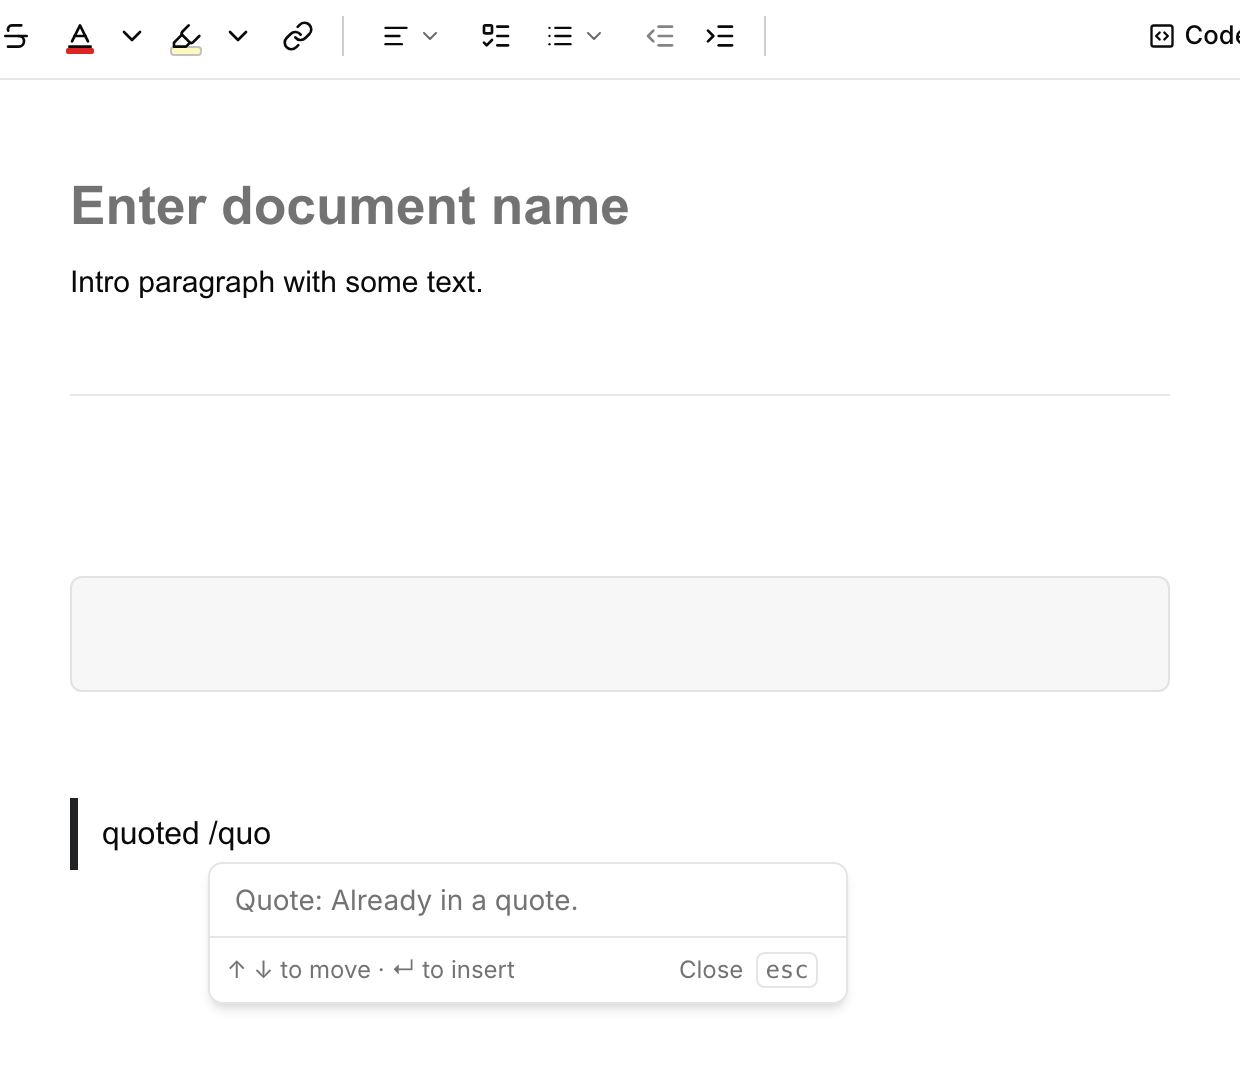 Code
Enter document name
Intro paragraph with some text.
quoted /quo
Quote: Already in a quote.
↑ ↓ to move · ↵ to insert
Close esc